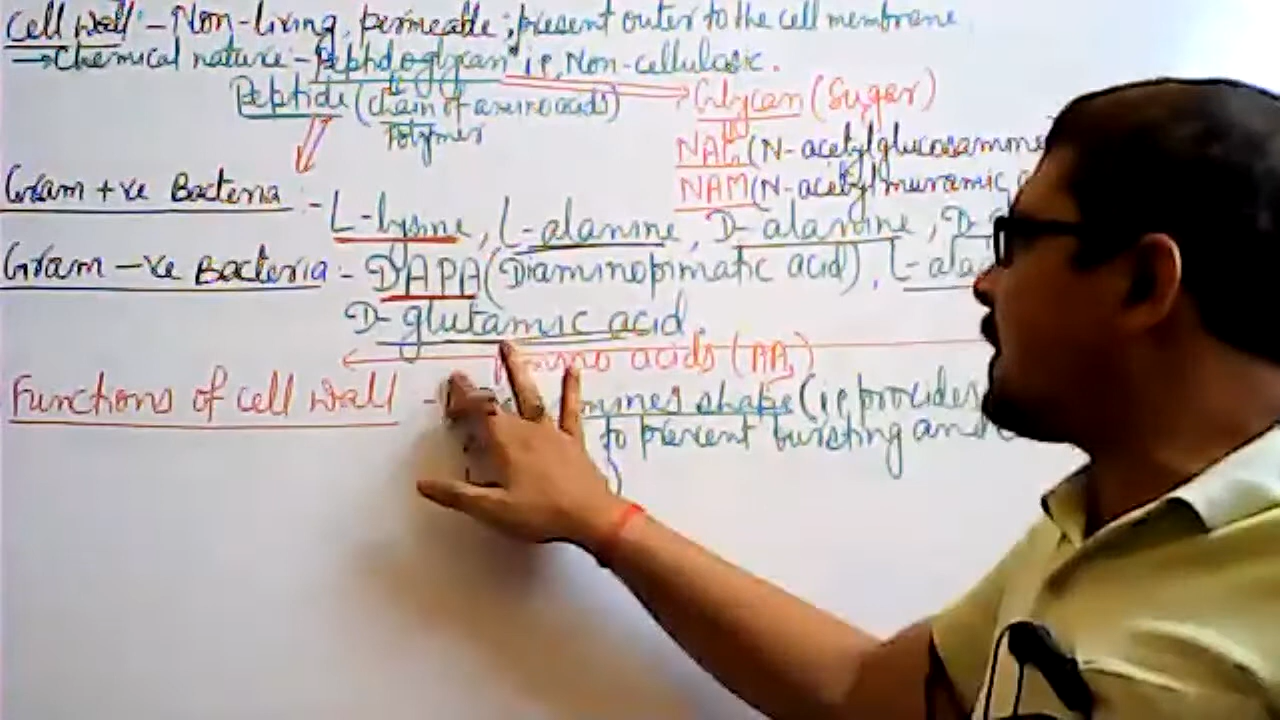 Cell wall - Non-living, permeable; present outer to the cell membrane
→ Chemical nature - Peptidoglycan i.e, Non-cellulosic.
Peptide (chain of amino acids) Glycan (Sugar)
Polymer
NAG (N-acetylglucosamine
NAM (N-acetylmuramic
Gram +ve Bacteria :- L-lysine, L-alanine, D-alanine, D-
Gram -ve Bacteria - DAPA (Diaminopimalic acid), L-ala
D-glutamic acid.
Amino acids (AA)
Functions of cell wall - shape (i.e provides
to prevent bursting and